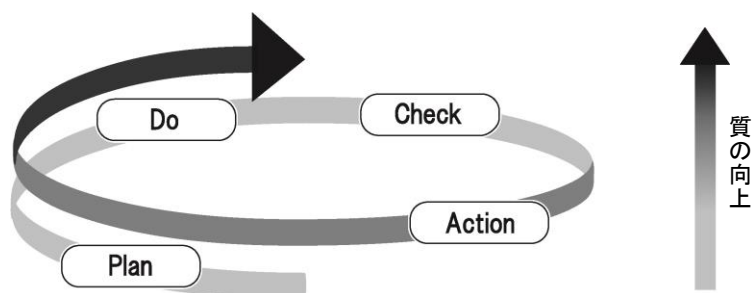 Do
Check
Action
Plan
質の向上